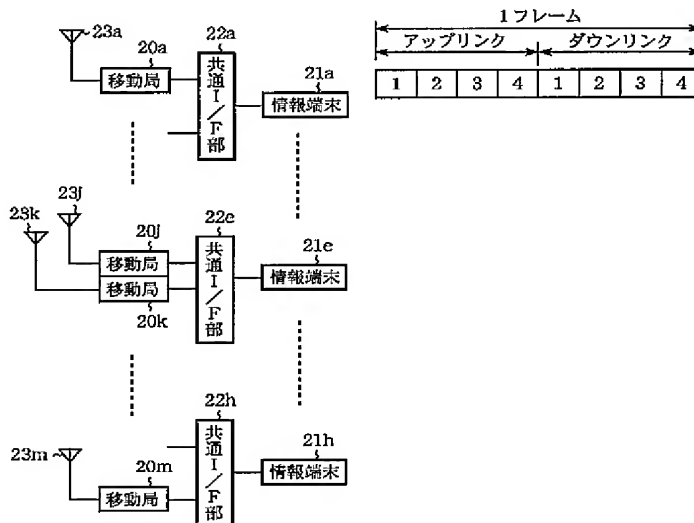 23a
20a
移動局
22a
共通I/F部
21a
情報端末
23k
23j
20j
移動局
移動局
20k
22e
共通I/F部
21e
情報端末
23m
20m
移動局
22h
共通I/F部
21h
情報端末
1フレーム
アップリンク ダウンリンク
1 2 3 4 1 2 3 4